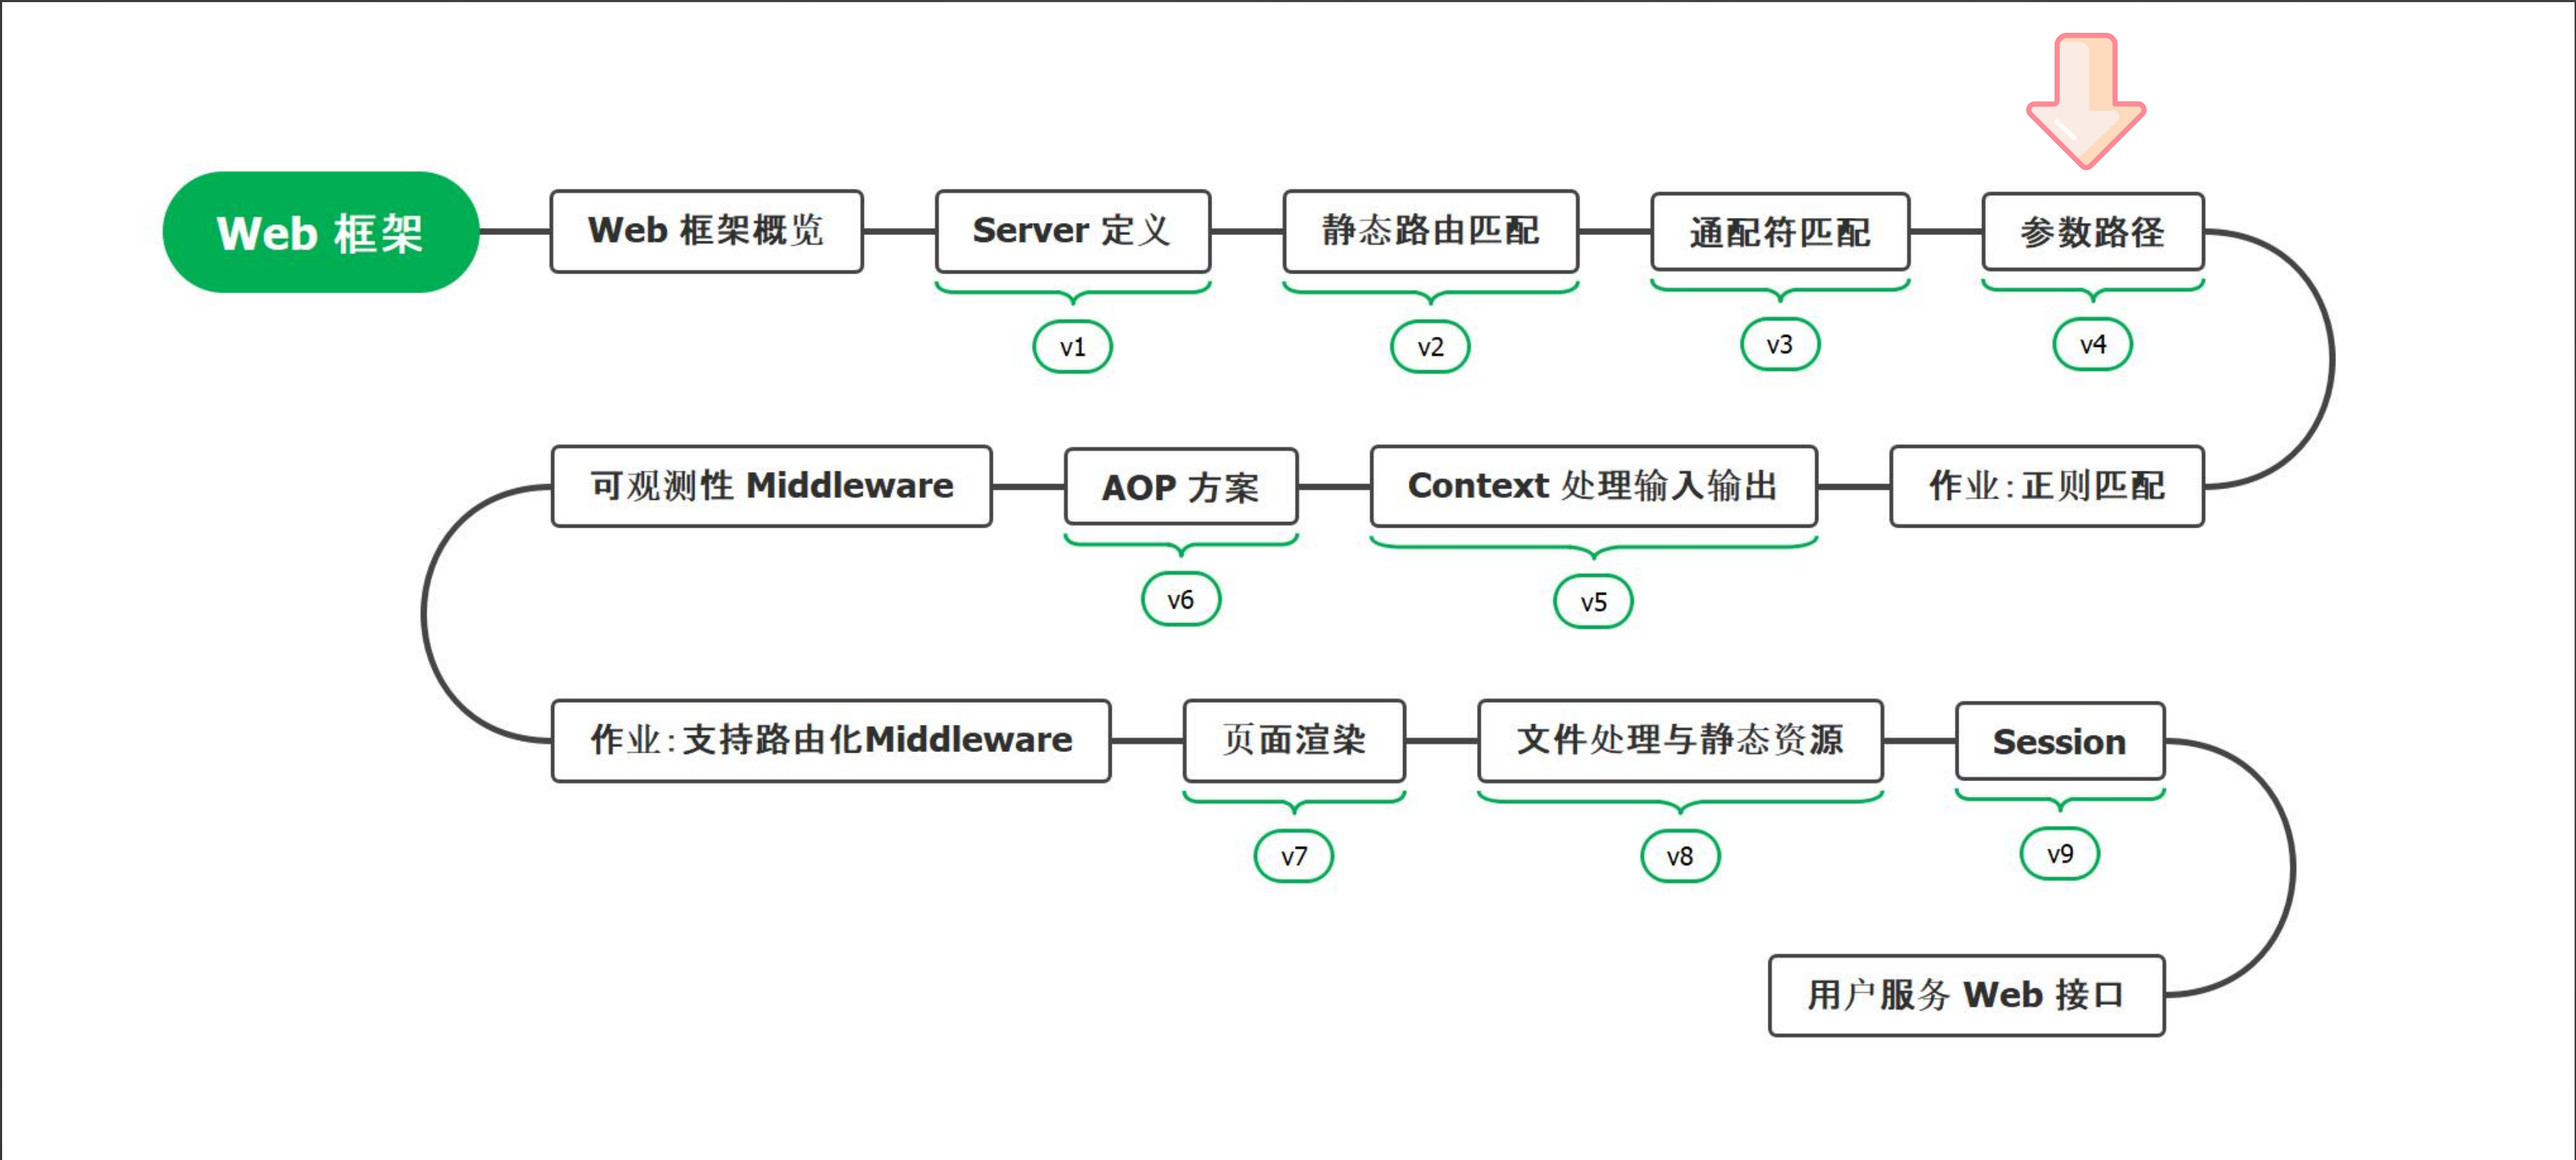 Web 框架
Web 框架概览
Server 定义
静态路由匹配
通配符匹配
参数路径
v1
v2
v3
v4
作业:正则匹配
Context 处理输入输出
AOP 方案
可观测性 Middleware
v5
v6
作业:支持路由化Middleware
页面渲染
文件处理与静态资源
Session
v7
v8
v9
用户服务 Web 接口